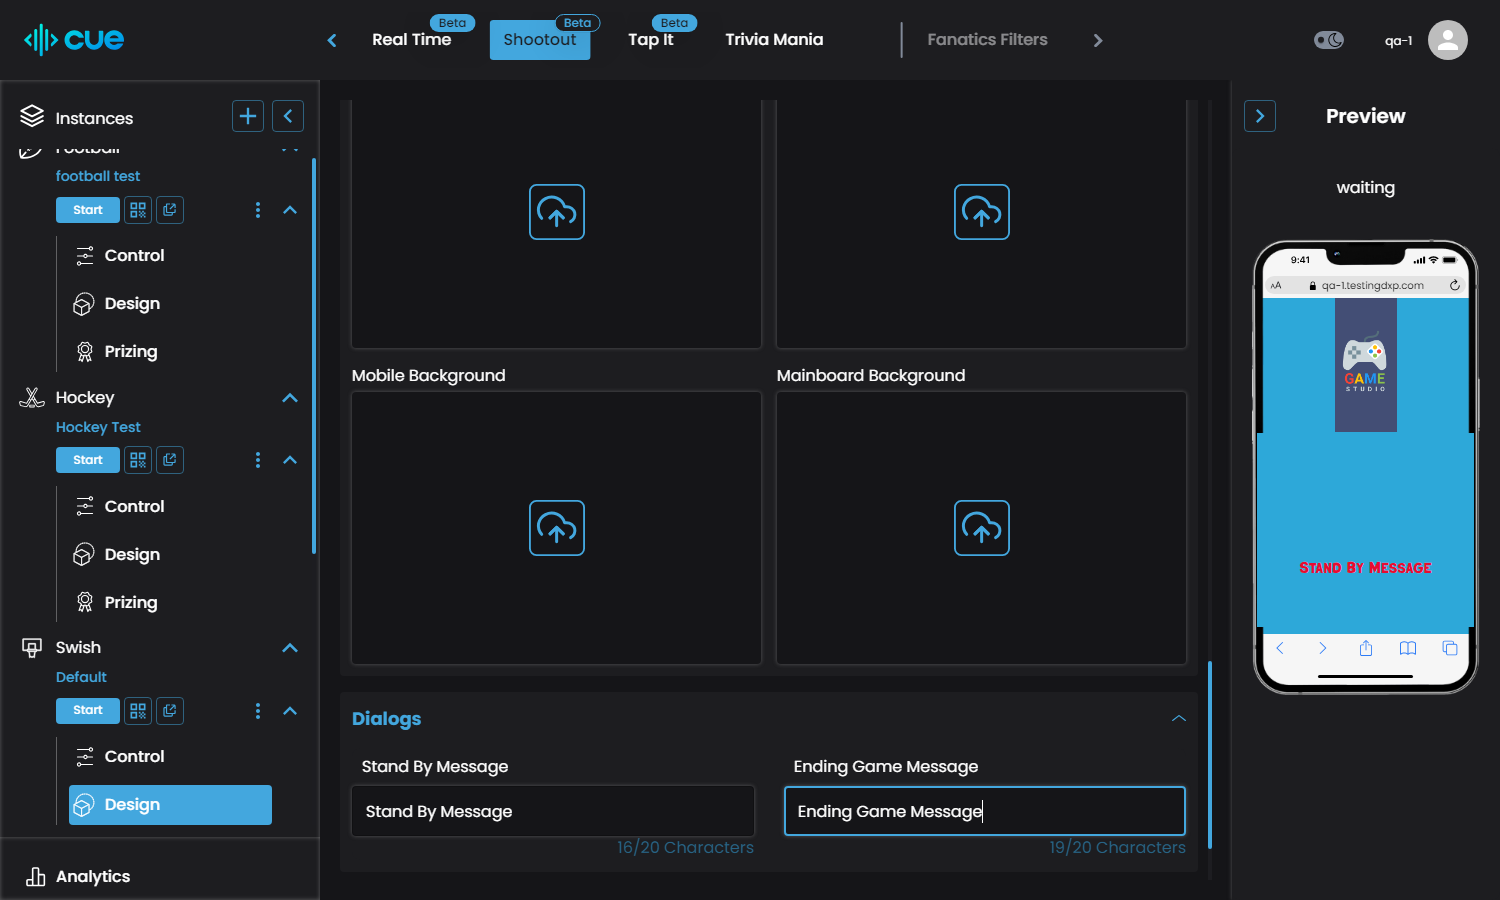 cue
Real Time
Beta
Shootout
Beta
Tap It
Beta
Trivia Mania
Fanatics Filters
qa-1
Instances
Football
football test
Start
Control
Design
Prizing
Hockey
Hockey Test
Start
Control
Design
Prizing
Swish
Default
Start
Control
Design
Analytics
Mobile Background
Mainboard Background
Dialogs
Stand By Message
Ending Game Message
Stand By Message
Ending Game Message
16/20 Characters
19/20 Characters
Preview
waiting
9:41
AA
qa-1.testingdxp.com
GAME
STUDIO
Stand By Message